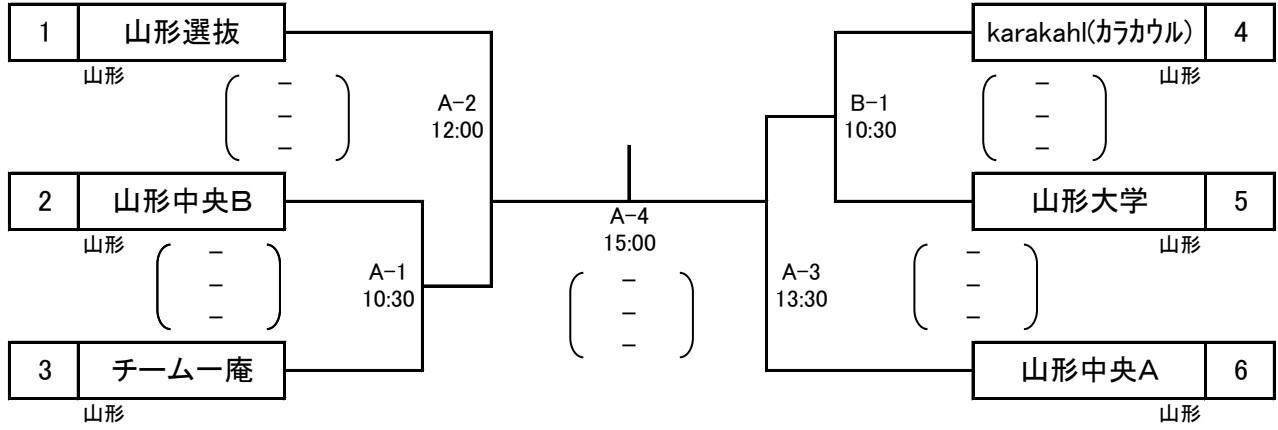 1 山形選抜
山形
–
–
–
A-2
12:00
2 山形中央B
山形
–
–
–
A-1
10:30
3 チーム一庵
山形
A-4
15:00
–
–
–
karakahl(カラカウル) 4
山形
–
–
–
B-1
10:30
山形大学 5
山形
–
–
–
A-3
13:30
山形中央A 6
山形